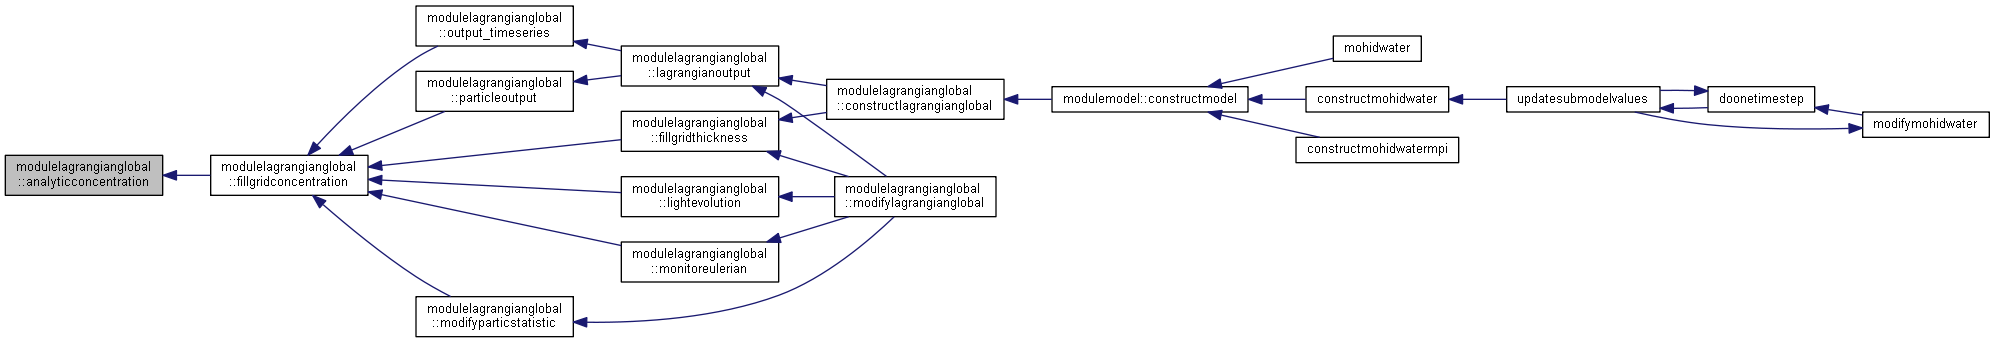 modulelagrangianglobal
::analyticconcentration
modulelagrangianglobal
::fillgridconcentration
modulelagrangianglobal
::output_timeseries
modulelagrangianglobal
::particleoutput
modulelagrangianglobal
::lagrangianoutput
modulelagrangianglobal
::fillgridthickness
modulelagrangianglobal
::lightevolution
modulelagrangianglobal
::monitoreulerian
modulelagrangianglobal
::modifyparticstatistic
modulelagrangianglobal
::constructlagrangianglobal
modulelagrangianglobal
::modifylagrangianglobal
modulemodel::constructmodel
mohidwater
constructmohidwater
constructmohidwatermpi
updatesubmodelvalues
doonetimestep
modifymohidwater